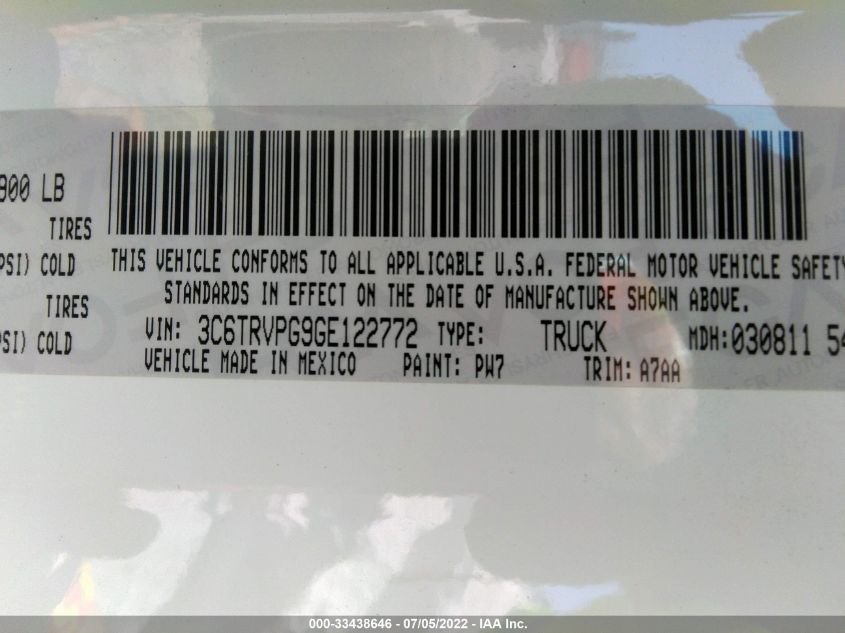 900 LB
TIRES
PSI) COLD
TIRES
PSI) COLD
THIS VEHICLE CONFORMS TO ALL APPLICABLE U.S.A. FEDERAL MOTOR VEHICLE SAFETY
STANDARDS IN EFFECT ON THE DATE OF MANUFACTURE SHOWN ABOVE.
VIN: 3C6TRVPG9GE122772 TYPE: TRUCK MDH:030811 54
VEHICLE MADE IN MEXICO PAINT: PW7 TRIM: A7AA
000-33438646 - 07/05/2022 - IAA Inc.